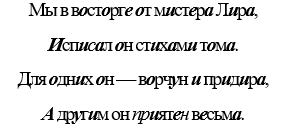 Мы в восторге от мистера Лира,
Исписал он стихами тома.
Для одних он — ворчун и придира,
А другим он приятен весьма.